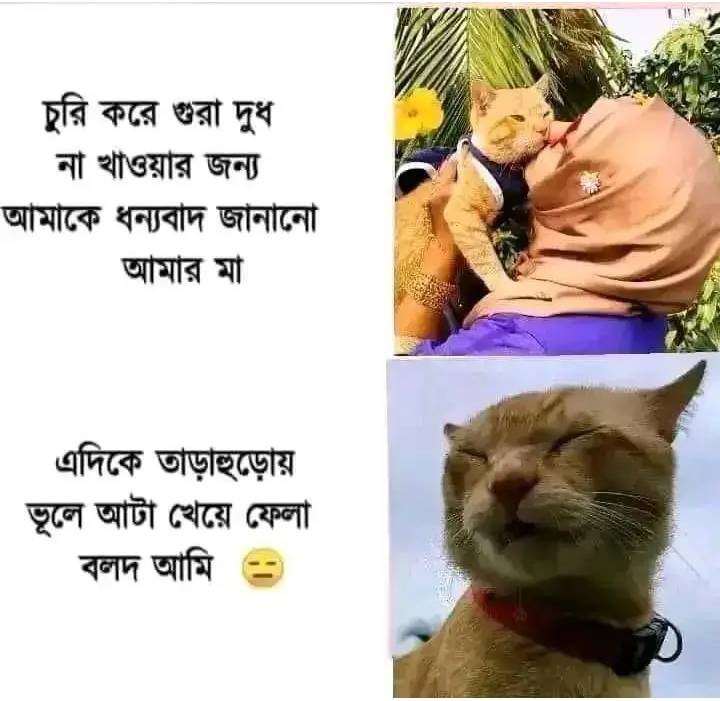 চুরি করে গুরা দুধ
না খাওয়ার জন্য
আমাকে ধন্যবাদ জানানো
আমার মা
এদিকে তাড়াহুড়োয়
ভূলে আটা খেয়ে ফেলা
বলদ আমি 😑